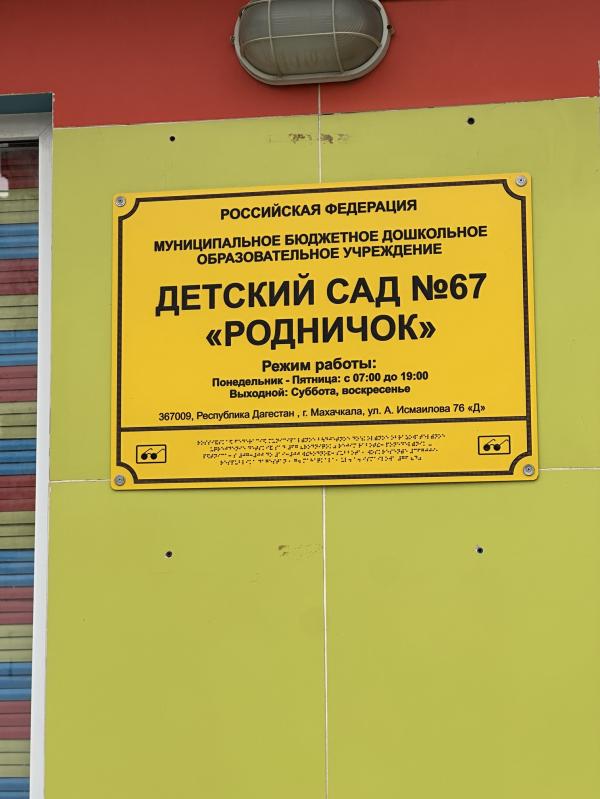 РОССИЙСКАЯ ФЕДЕРАЦИЯ
МУНИЦИПАЛЬНОЕ БЮДЖЕТНОЕ ДОШКОЛЬНОЕ
ОБРАЗОВАТЕЛЬНОЕ УЧРЕЖДЕНИЕ
ДЕТСКИЙ САД №67
«РОДНИЧОК»
Режим работы:
Понедельник - Пятница: с 07:00 до 19:00
Выходной: Суббота, воскресенье
367009, Республика Дагестан , г. Махачкала, ул. А. Исмаилова 76 «Д»